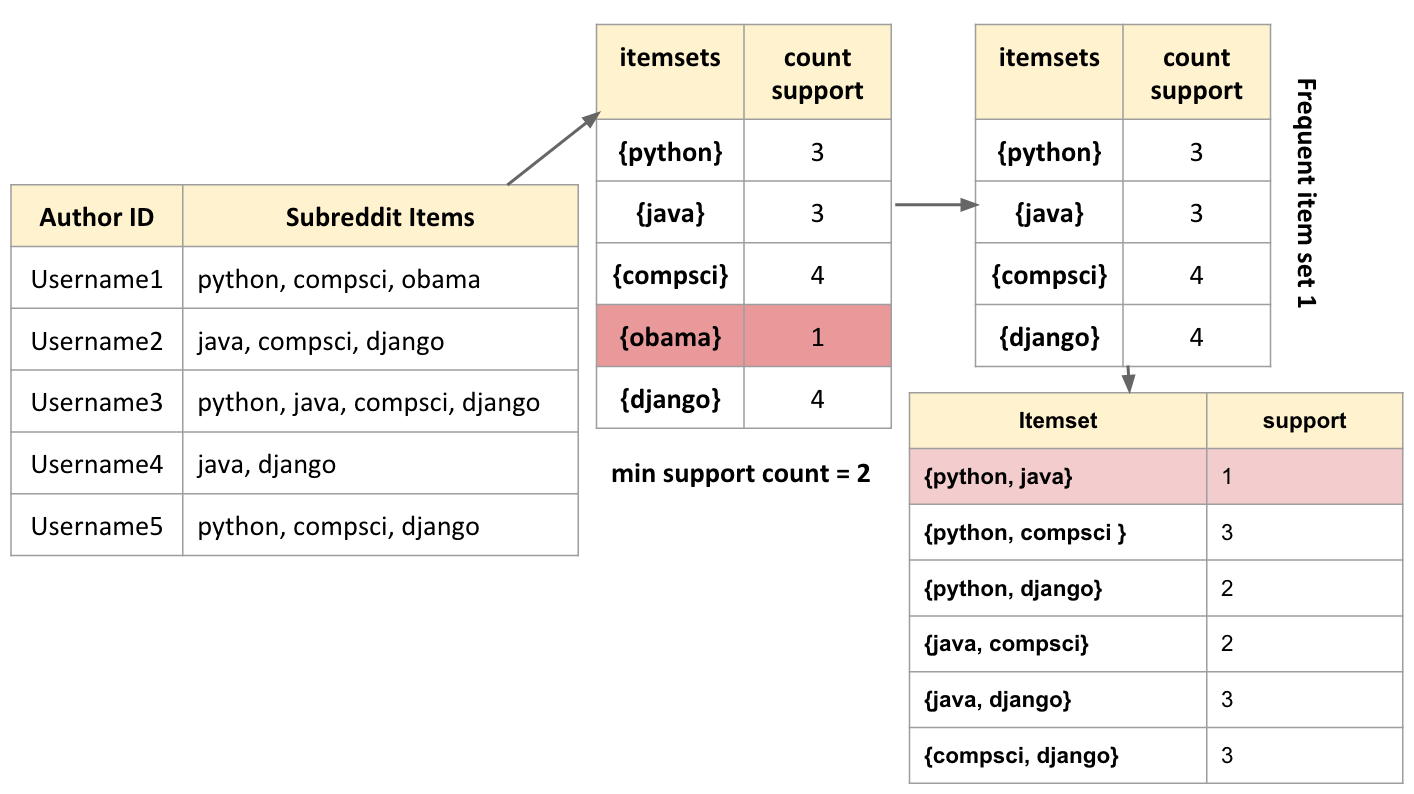 Author ID Subreddit Items
Username1 python, compsci, obama
Username2 java, compsci, django
Username3 python, java, compsci, django
Username4 java, django
Username5 python, compsci, django
itemsets count
support
{python} 3
{java} 3
{compsci} 4
{obama} 1
{django} 4
min support count = 2
itemsets count
support
{python} 3
{java} 3
{compsci} 4
{django} 4
Frequent item set 1
Itemset support
{python, java} 1
{python, compsci } 3
{python, django} 2
{java, compsci} 2
{java, django} 3
{compsci, django} 3